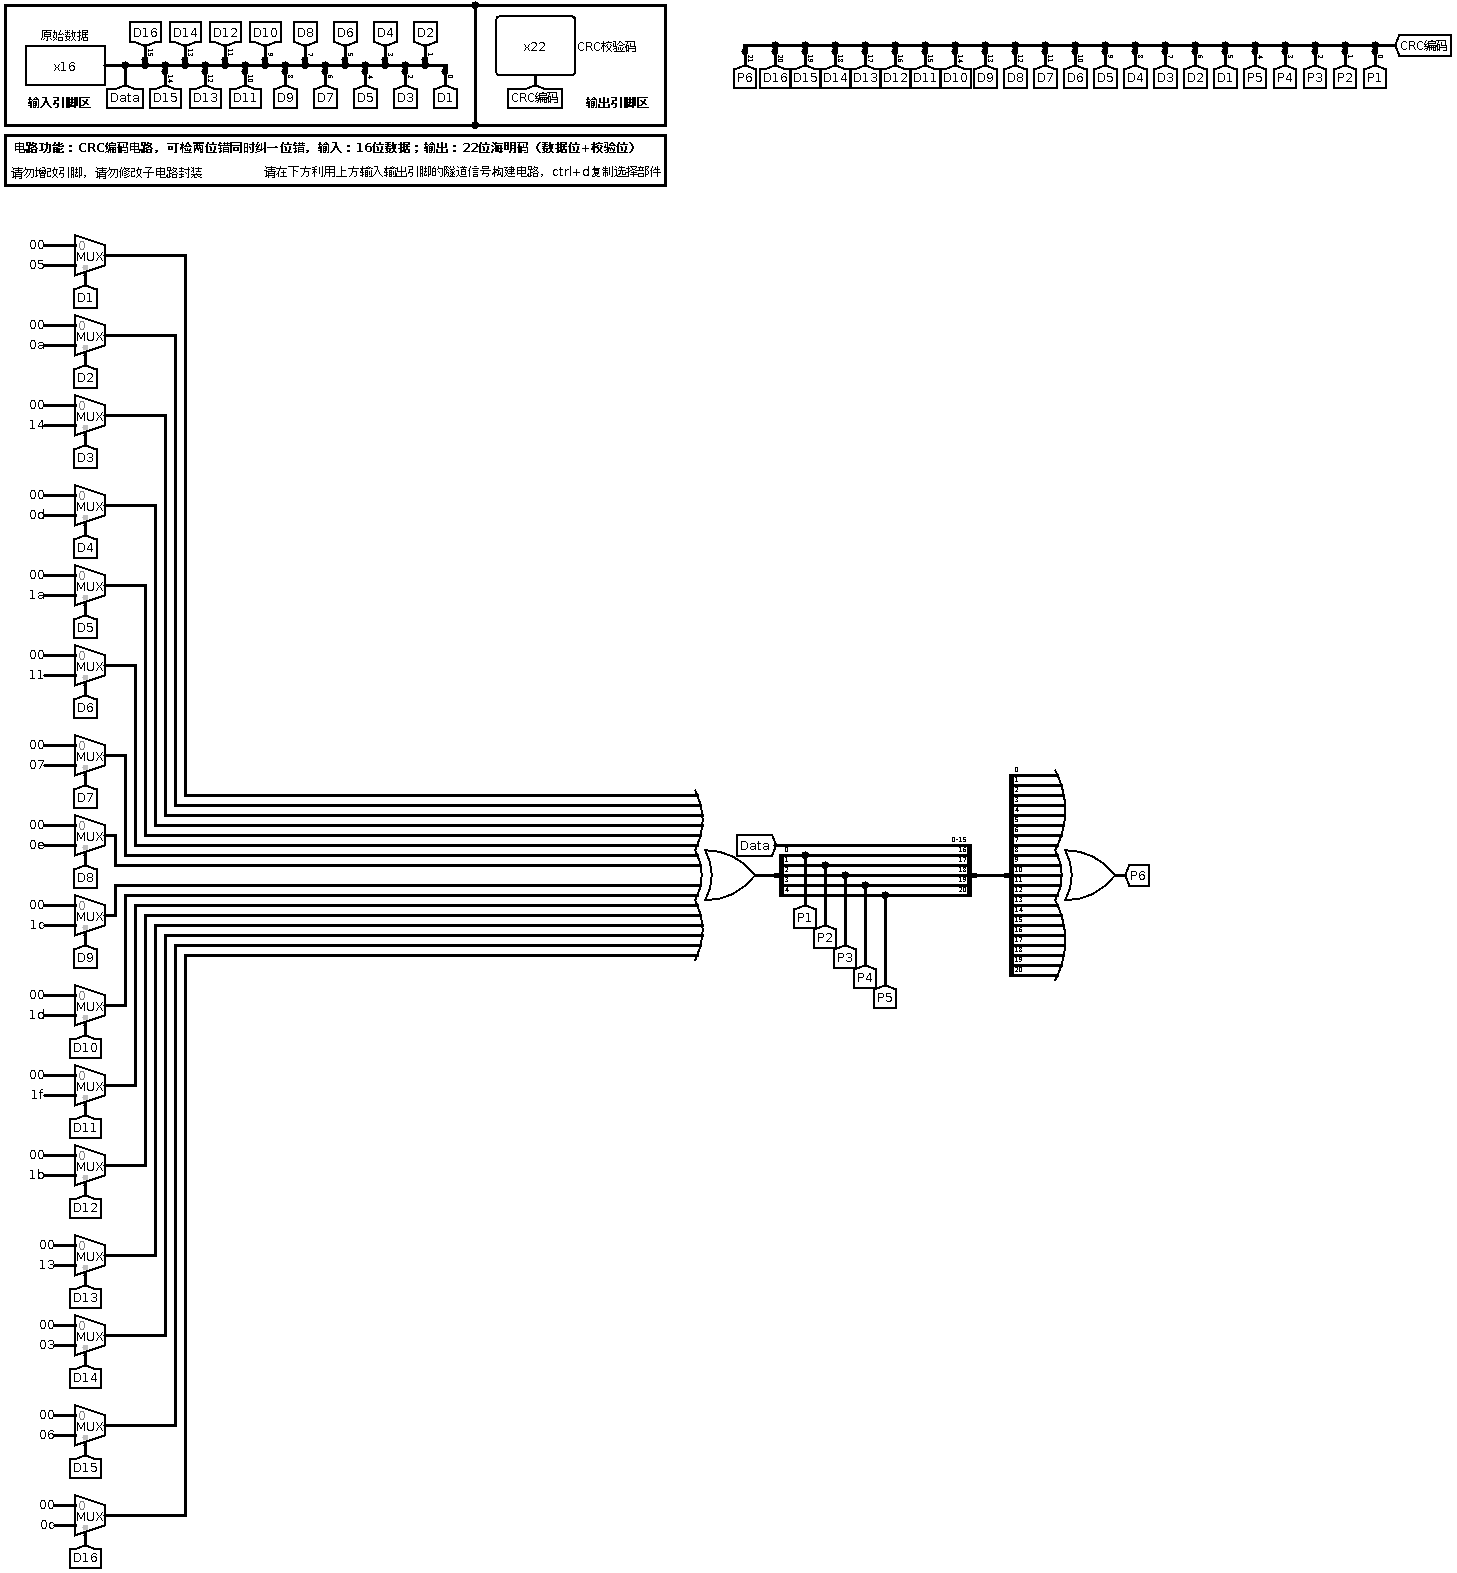 D16 D14 D12 D10 D8 D6 D4 D2
原始数据
x16
15 13 11 9 7 5 3 1
14 12 10 8 6 4 2 0
输入引脚区 Data D15 D13 D11 D9 D7 D5 D3 D1
x22 CRC校验码
CRC编码 输出引脚区
CRC编码
21 20 19 18 17 16 15 14 13 12 11 10 9 8 7 6 5 4 3 2 1 0
P6 D16 D15 D14 D13 D12 D11 D10 D9 D8 D7 D6 D5 D4 D3 D2 D1 P5 P4 P3 P2 P1
电路功能：CRC编码电路，可检两位错同时纠一位错，输入：16位数据；输出：22位海明码（数据位+校验位）
请勿增改引脚，请勿修改子电路封装 请在下方利用上方输入输出引脚的隧道信号构建电路，ctrl+d复制选择部件
00 0
MUX
05
D1
00 0
MUX
0a
D2
00 0
MUX
14
D3
00 0
MUX
0d
D4
00 0
MUX
1a
D5
00 0
MUX
11
D6
00 0
MUX
07
D7
00 0
MUX
0e
D8
00 0
MUX
1c
D9
00 0
MUX
1d
D10
00 0
MUX
1f
D11
00 0
MUX
1b
D12
00 0
MUX
13
D13
00 0
MUX
03
D14
00 0
MUX
06
D15
00 0
MUX
0c
D16
Data 0-15
0 16
1 17
2 18
3 19
4 20
P1
P2
P3
P4
P5
0
1
2
3
4
5
6
7
8
9
10
11
12
13
14
15
16
17
18
19
20
P6